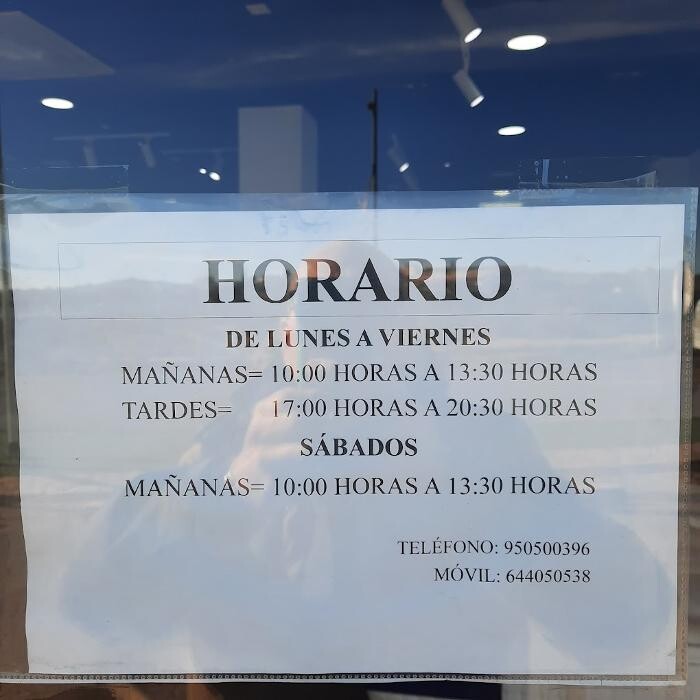 HORARIO
DE LUNES A VIERNES
MAÑANAS= 10:00 HORAS A 13:30 HORAS
TARDES= 17:00 HORAS A 20:30 HORAS
SÁBADOS
MAÑANAS= 10:00 HORAS A 13:30 HORAS
TELÉFONO: 950500396
MÓVIL: 644050538